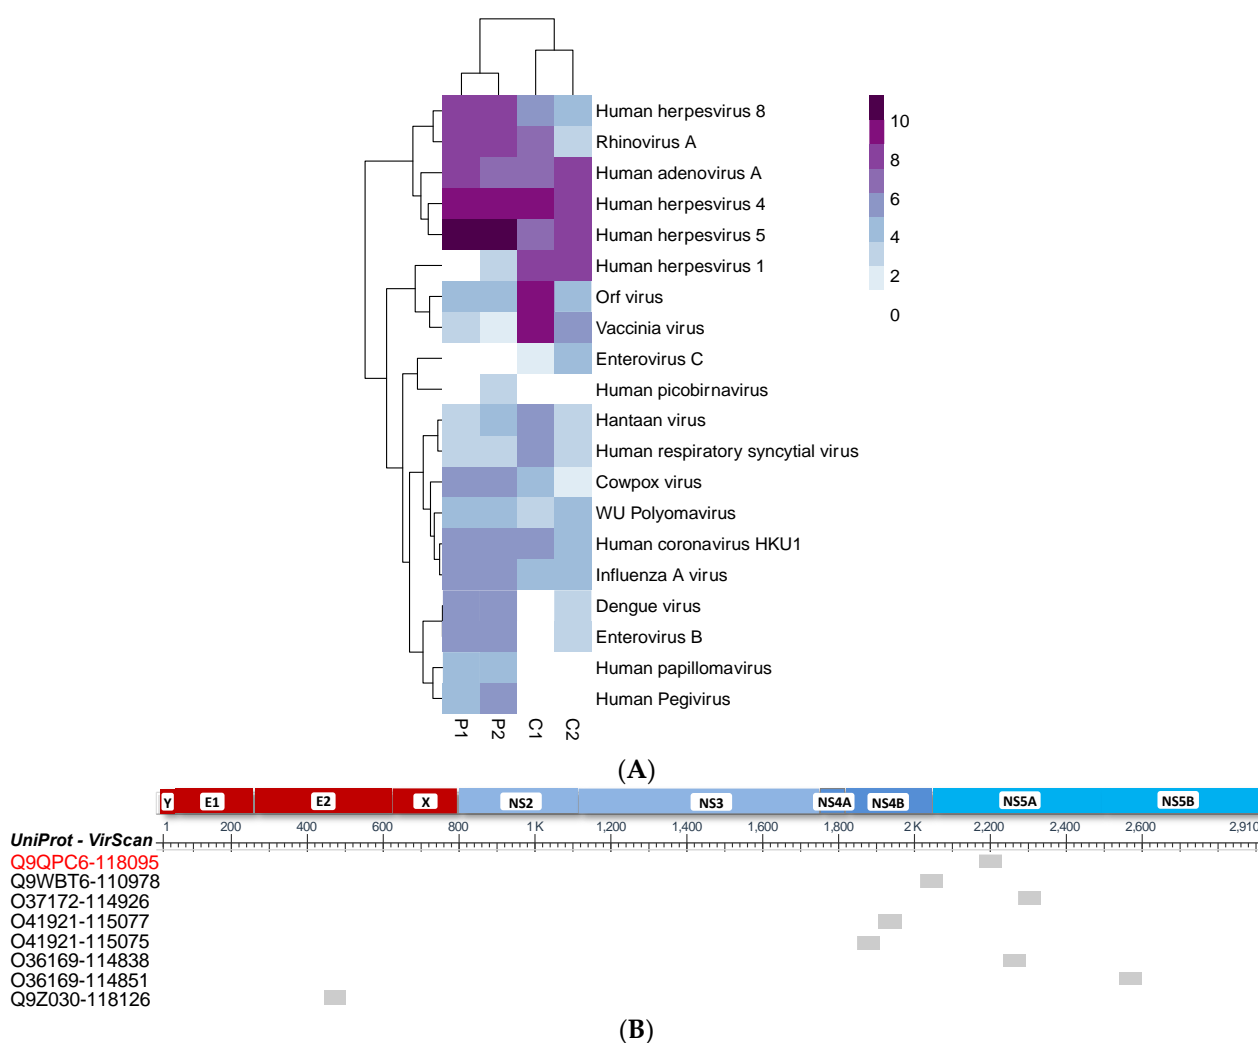 Human herpesvirus 8
Rhinovirus A
Human adenovirus A
Human herpesvirus 4
Human herpesvirus 5
Human herpesvirus 1
Orf virus
Vaccinia virus
Enterovirus C
Human picobirnavirus
Hantaan virus
Human respiratory syncytial virus
Cowpox virus
WU Polyomavirus
Human coronavirus HKU1
Influenza A virus
Dengue virus
Enterovirus B
Human papillomavirus
Human Pegivirus
10
8
6
4
2
0
P1 P2 C1 C2
(A)
Y E1 E2 X NS2 NS3 NS4A NS4B NS5A NS5B
1 200 400 600 800 1K 1,200 1,400 1,600 1,800 2K 2,200 2,400 2,600 2,910
UniProt - VirScan
Q9QPC6-118095
Q9WBT6-110978
O37172-114926
O41921-115077
O41921-115075
O36169-114838
O36169-114851
Q9Z030-118126
(B)